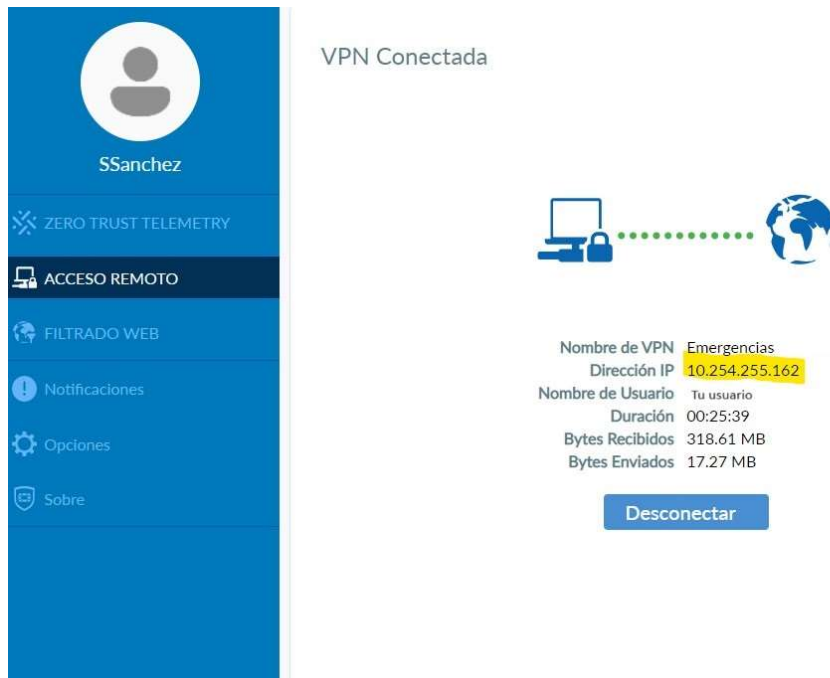 SSanchez
ZERO TRUST TELEMETRY
ACCESO REMOTO
FILTRADO WEB
Notificaciones
Opciones
Sobre
VPN Conectada
Nombre de VPN Emergencias
Dirección IP 10.254.255.162
Nombre de Usuario Tu usuario
Duración 00:25:39
Bytes Recibidos 318.61 MB
Bytes Enviados 17.27 MB
Desconectar